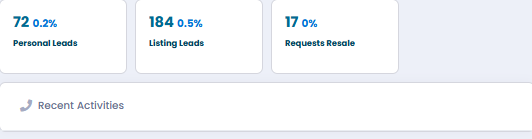 72 0.2%
Personal Leads
184 0.5%
Listing Leads
17 0%
Requests Resale
Recent Activities